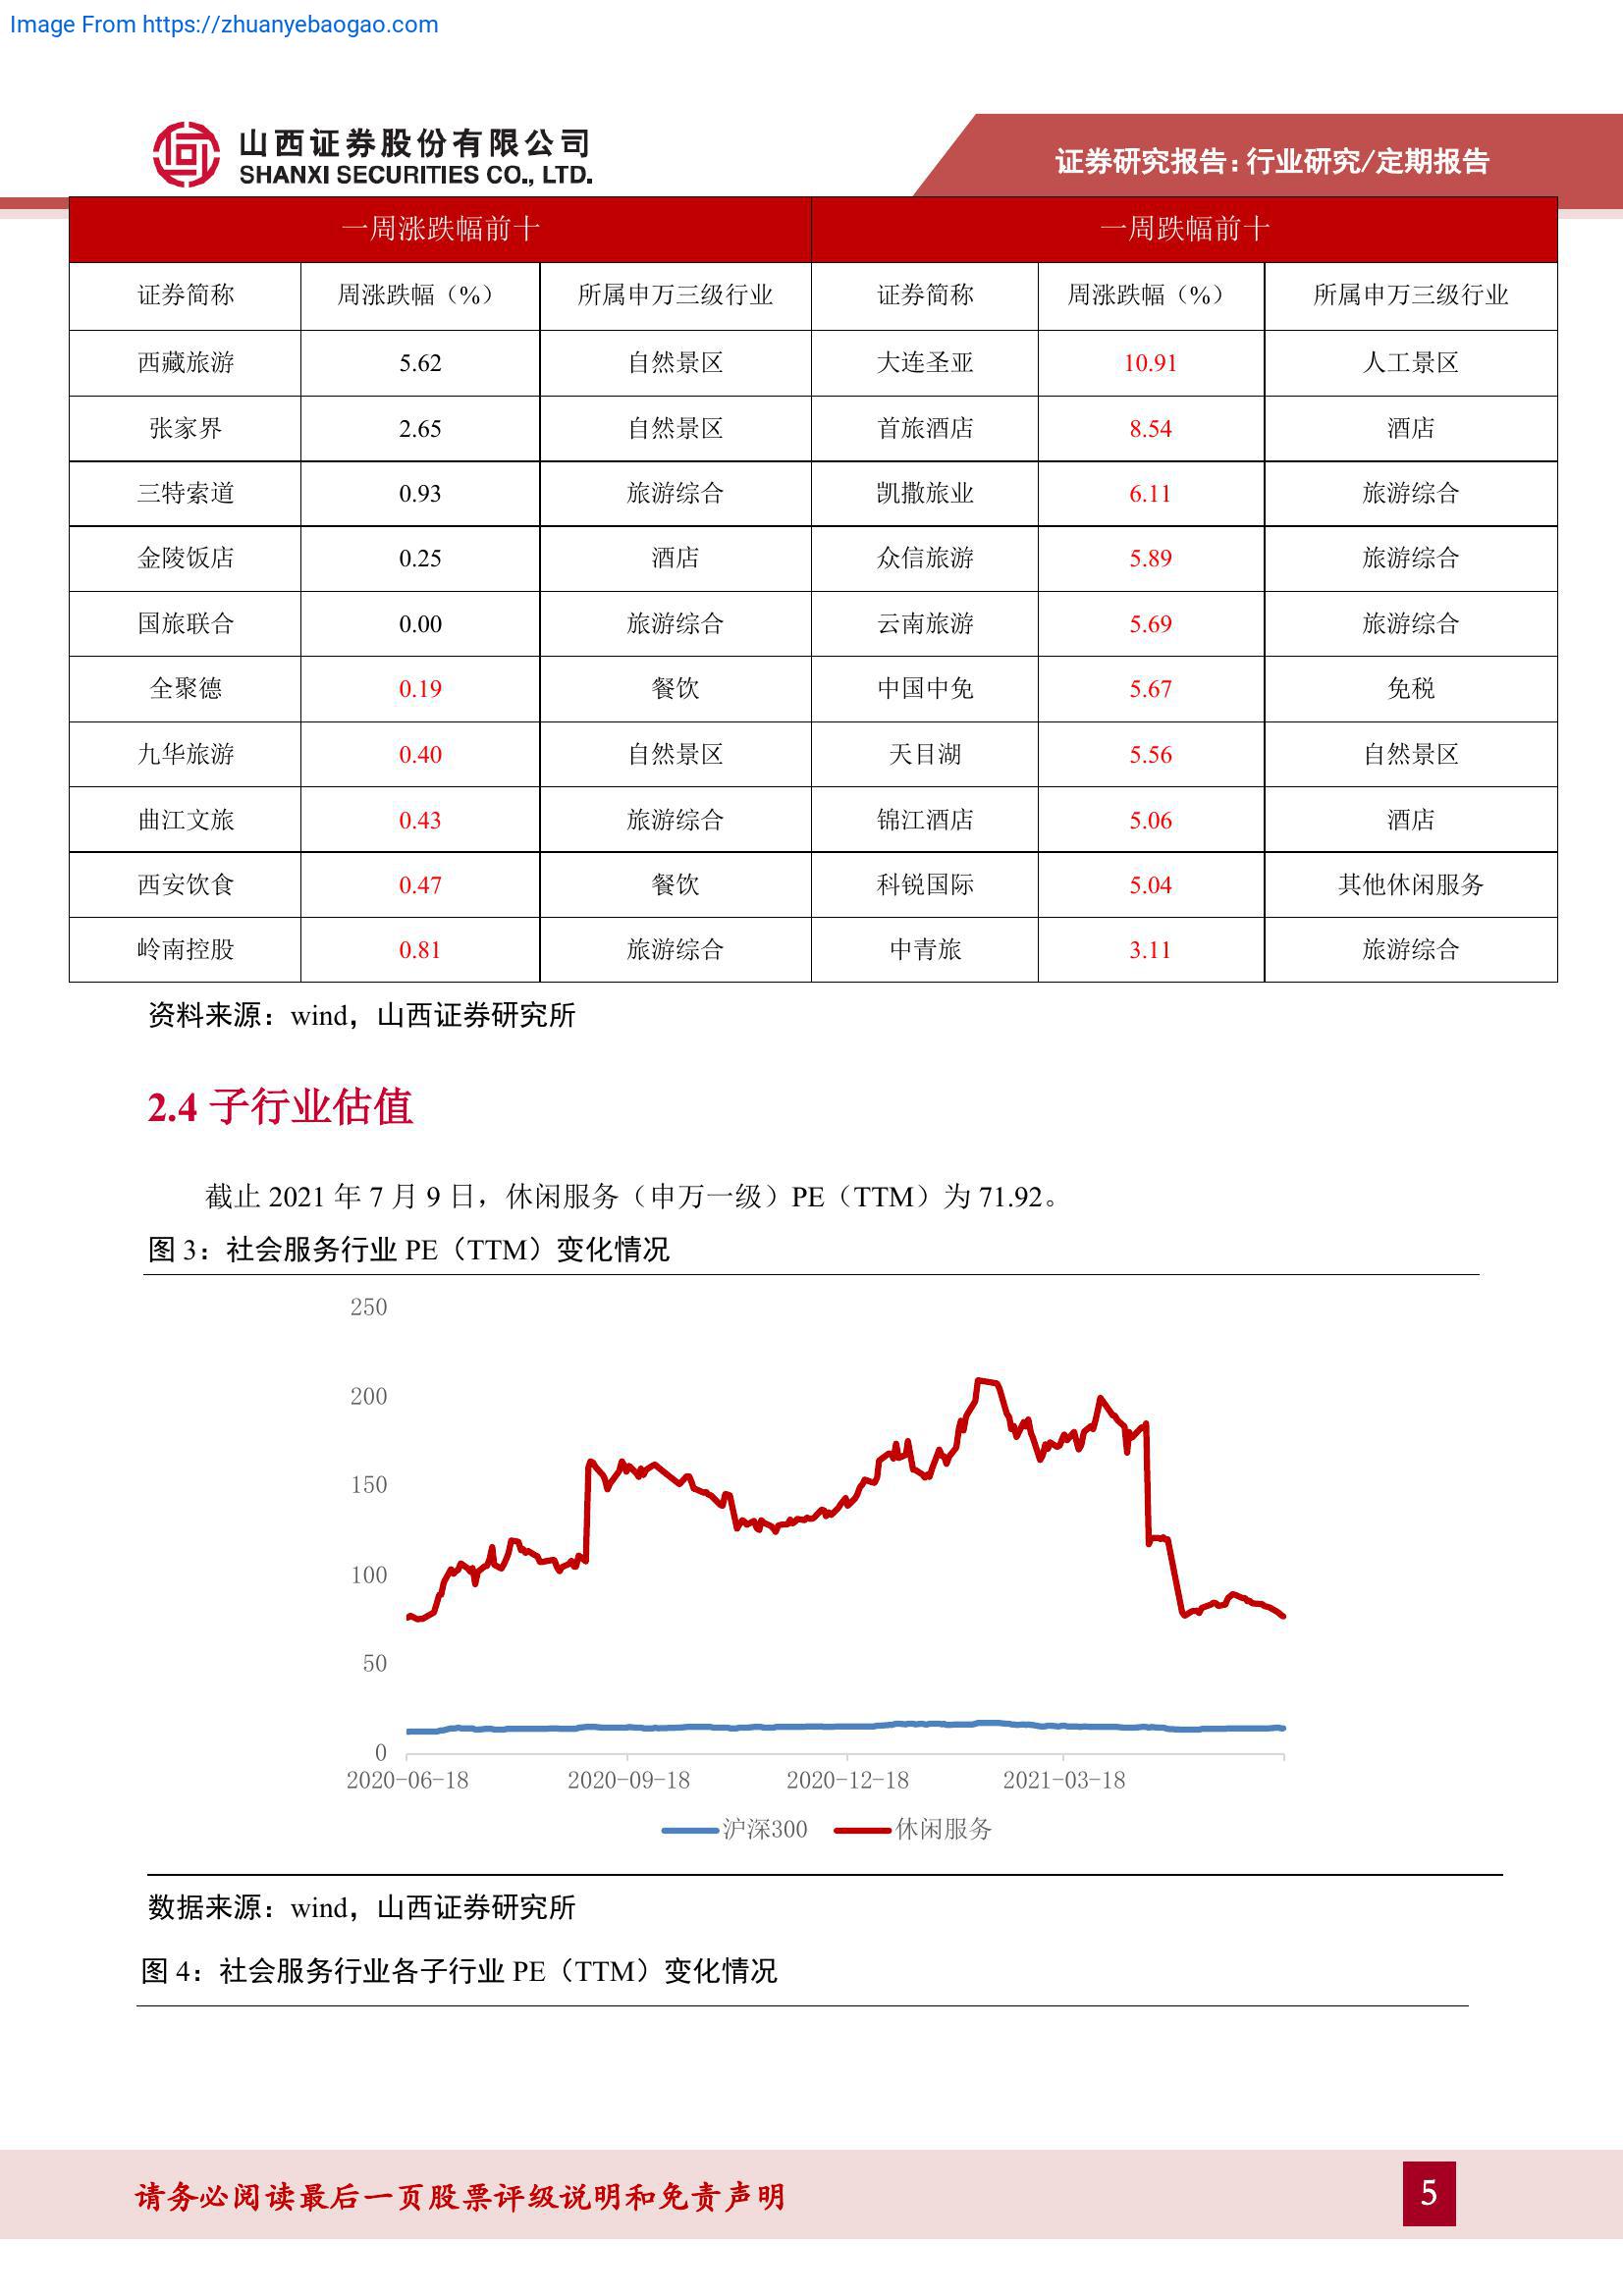 Image From https://zhuanyebaogao.com
山西证券股份有限公司
SHANXI SECURITIES CO., LTD.
证券研究报告：行业研究/定期报告
一周涨跌幅前十 一周跌幅前十
证券简称 周涨跌幅（%） 所属申万三级行业 证券简称 周涨跌幅（%） 所属申万三级行业
西藏旅游 5.62 自然景区 大连圣亚 10.91 人工景区
张家界 2.65 自然景区 首旅酒店 8.54 酒店
三特索道 0.93 旅游综合 凯撒旅业 6.11 旅游综合
金陵饭店 0.25 酒店 众信旅游 5.89 旅游综合
国旅联合 0.00 旅游综合 云南旅游 5.69 旅游综合
全聚德 0.19 餐饮 中国中免 5.67 免税
九华旅游 0.40 自然景区 天目湖 5.56 自然景区
曲江文旅 0.43 旅游综合 锦江酒店 5.06 酒店
西安饮食 0.47 餐饮 科锐国际 5.04 其他休闲服务
岭南控股 0.81 旅游综合 中青旅 3.11 旅游综合
资料来源：wind，山西证券研究所
2.4 子行业估值
截止 2021 年 7 月 9 日，休闲服务（申万一级）PE（TTM）为 71.92。
图 3：社会服务行业 PE（TTM）变化情况
250
200
150
100
50
0
2020-06-18 2020-09-18 2020-12-18 2021-03-18
沪深300 休闲服务
数据来源：wind，山西证券研究所
图 4：社会服务行业各子行业 PE（TTM）变化情况
请务必阅读最后一页股票评级说明和免责声明
5